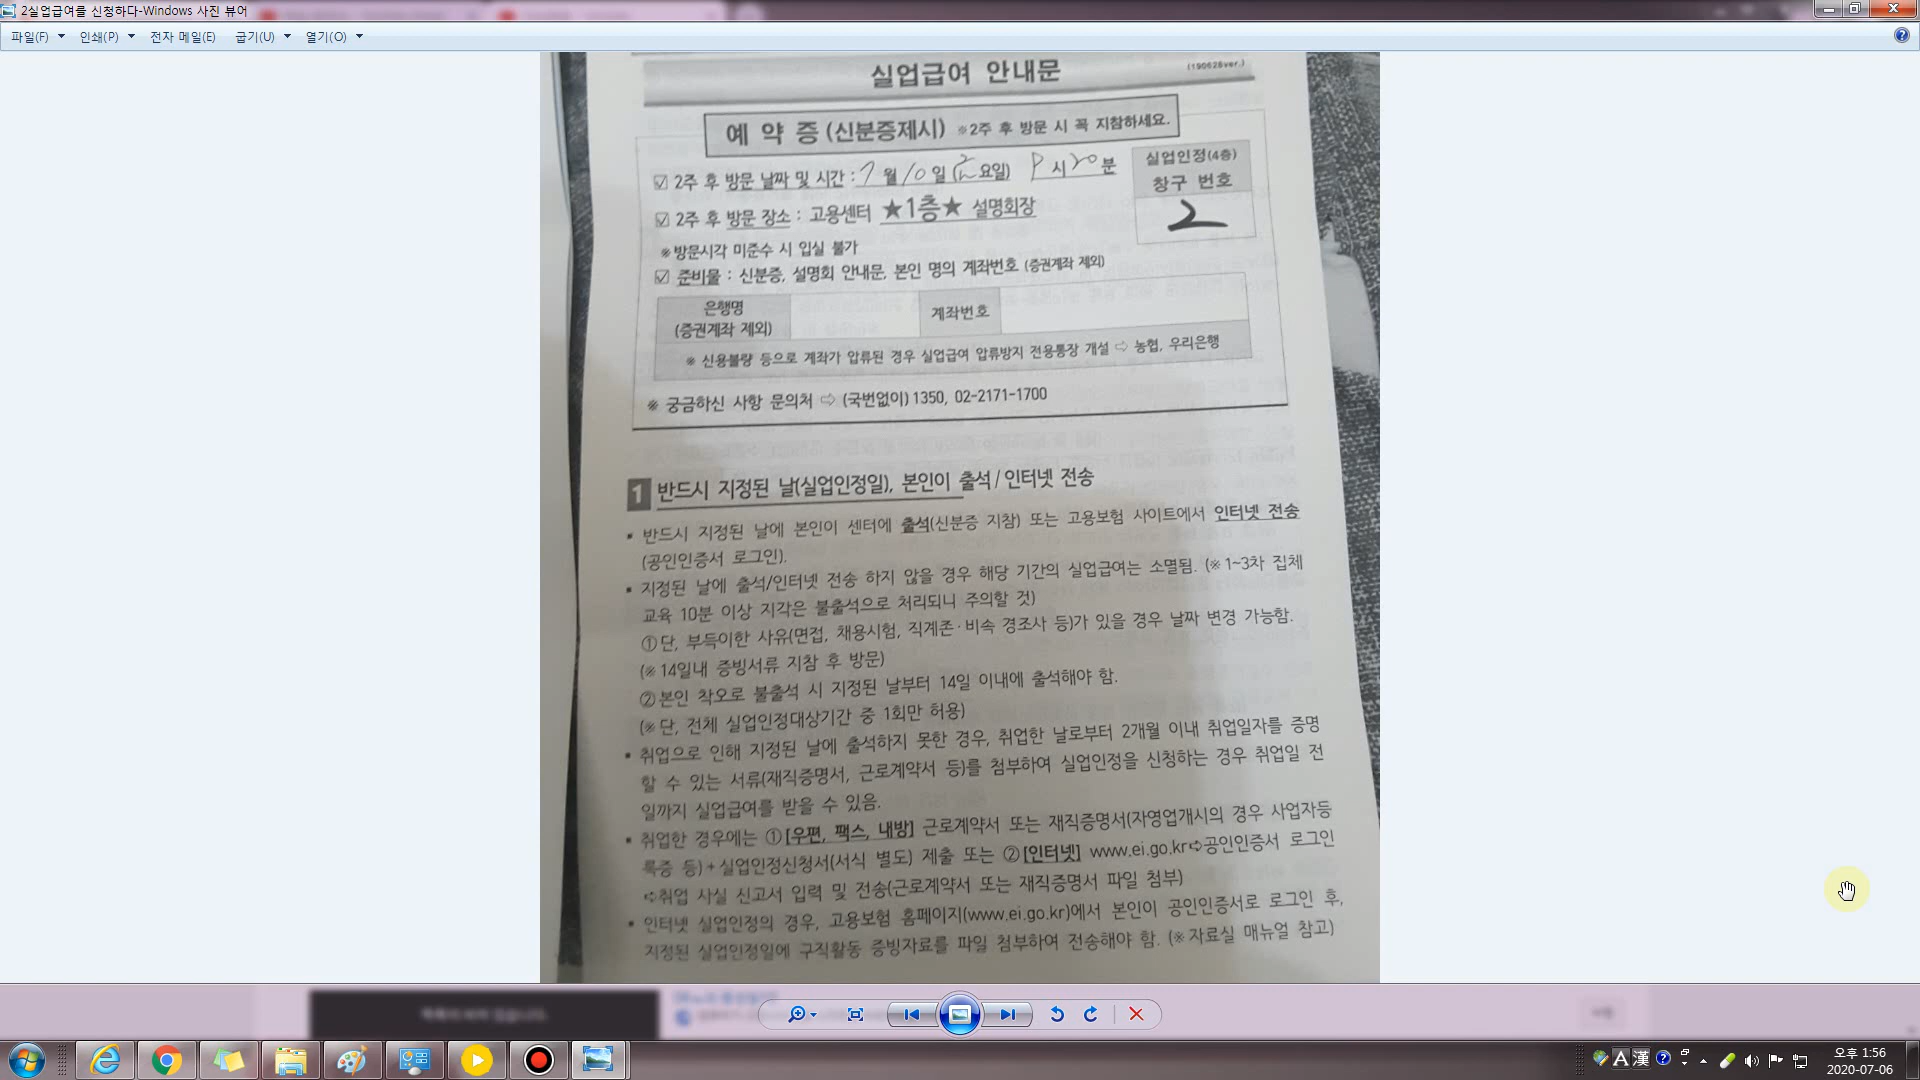 2실업급여를 신청하다-Windows 사진 뷰어
파일(F) 인쇄(P) 전자 메일(E) 굽기(U) 열기(O)
실업급여 안내문
(190628ver.)
예 약 증 (신분증제시) ※2주 후 방문 시 꼭 지참하세요.
☑ 2주 후 방문 날짜 및 시간 : 7월 10일 (요일) 시 20분
실업인정(4층)
창구 번호
2
☑ 2주 후 방문 장소 : 고용센터 ★1층★ 설명회장
※방문시각 미준수 시 입실 불가
☑ 준비물 : 신분증, 설명회 안내문, 본인 명의 계좌번호 (증권계좌 제외)
은행명
(증권계좌 제외)
계좌번호
※ 신용불량 등으로 계좌가 압류된 경우 실업급여 압류방지 전용통장 개설 ⇨ 농협, 우리은행
※ 궁금하신 사항 문의처 ⇨ (국번없이) 1350, 02-2171-1700
1 반드시 지정된 날(실업인정일), 본인이 출석 / 인터넷 전송
▪ 반드시 지정된 날에 본인이 센터에 출석(신분증 지참) 또는 고용보험 사이트에서 인터넷 전송
(공인인증서 로그인).
▪ 지정된 날에 출석/인터넷 전송 하지 않을 경우 해당 기간의 실업급여는 소멸됨. (※1~3차 집체
교육 10분 이상 지각은 불출석으로 처리되니 주의할 것)
①단, 부득이한 사유(면접, 채용시험, 직계존·비속 경조사 등)가 있을 경우 날짜 변경 가능함.
(※14일내 증빙서류 지참 후 방문)
②본인 착오로 불출석 시 지정된 날부터 14일 이내에 출석해야 함.
(※단, 전체 실업인정대상기간 중 1회만 허용)
▪ 취업으로 인해 지정된 날에 출석하지 못한 경우, 취업한 날로부터 2개월 이내 취업일자를 증명
할 수 있는 서류(재직증명서, 근로계약서 등)를 첨부하여 실업인정을 신청하는 경우 취업일 전
일까지 실업급여를 받을 수 있음.
▪ 취업한 경우에는 ①[우편, 팩스, 내방] 근로계약서 또는 재직증명서(자영업개시의 경우 사업자등
록증 등)+실업인정신청서(서식 별도) 제출 또는 ②[인터넷] www.ei.go.kr⇨공인인증서 로그인
⇨취업 사실 신고서 입력 및 전송(근로계약서 또는 재직증명서 파일 첨부)
▪ 인터넷 실업인정의 경우, 고용보험 홈페이지(www.ei.go.kr)에서 본인이 공인인증서로 로그인 후,
지정된 실업인정일에 구직활동 증빙자료를 파일 첨부하여 전송해야 함. (※자료실 매뉴얼 참고)
A 漢
오후 1:56
2020-07-06